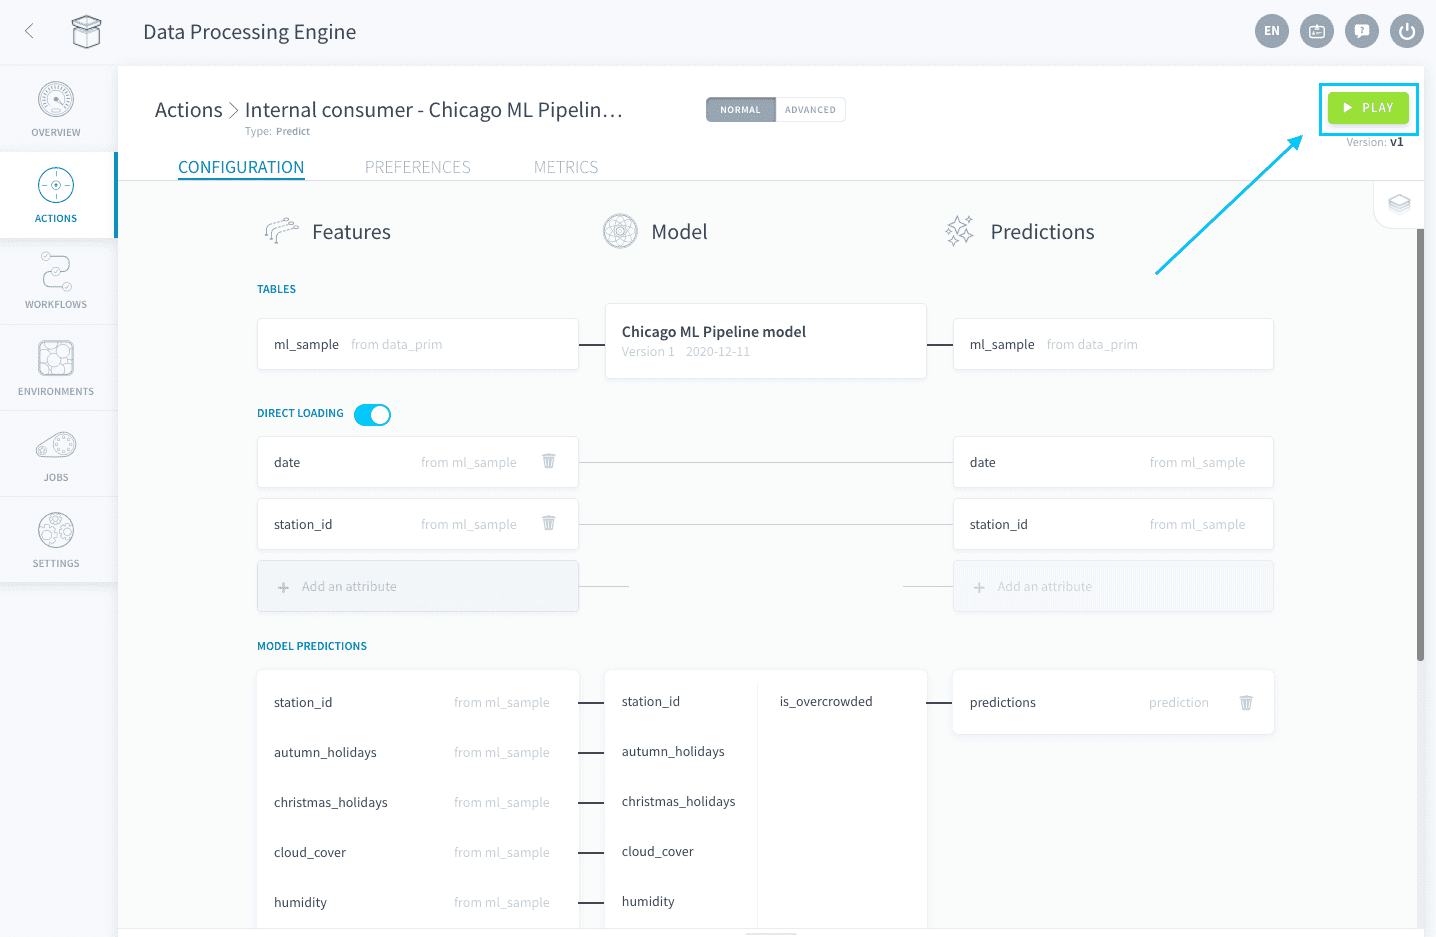 Data Processing Engine
EN
OVERVIEW
ACTIONS
WORKFLOWS
ENVIRONMENTS
JOBS
SETTINGS
Actions > Internal consumer - Chicago ML Pipelin...
Type: Predict
NORMAL ADVANCED
PLAY
Version: v1
CONFIGURATION PREFERENCES METRICS
Features Model Predictions
TABLES
ml_sample from data_prim
Chicago ML Pipeline model
Version 1 2020-12-11
ml_sample from data_prim
DIRECT LOADING
date from ml_sample date from ml_sample
station_id from ml_sample station_id from ml_sample
+ Add an attribute + Add an attribute
MODEL PREDICTIONS
station_id from ml_sample station_id is_overcrowded predictions prediction
autumn_holidays from ml_sample autumn_holidays
christmas_holidays from ml_sample christmas_holidays
cloud_cover from ml_sample cloud_cover
humidity from ml_sample humidity